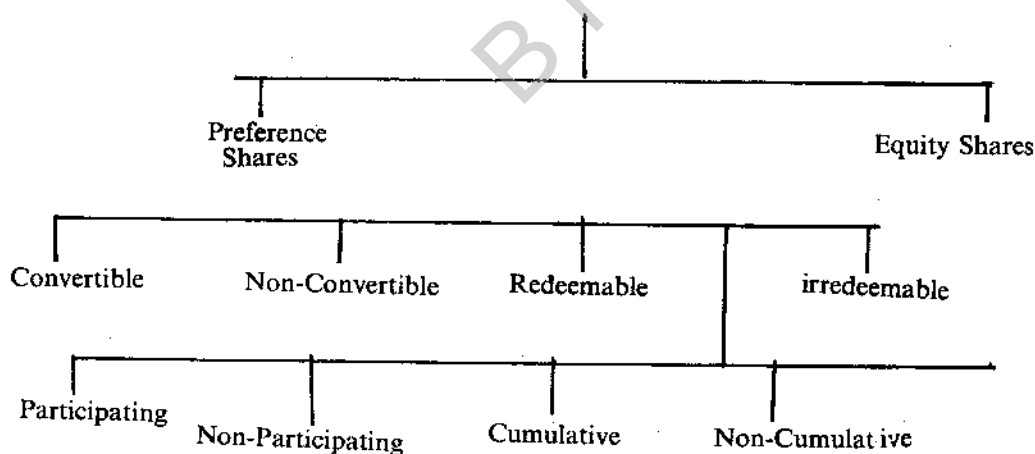 Preference
Shares
Equity Shares
Convertible
Non-Convertible
Redeemable
irredeemable
Participating
Non-Participating
Cumulative
Non-Cumulative